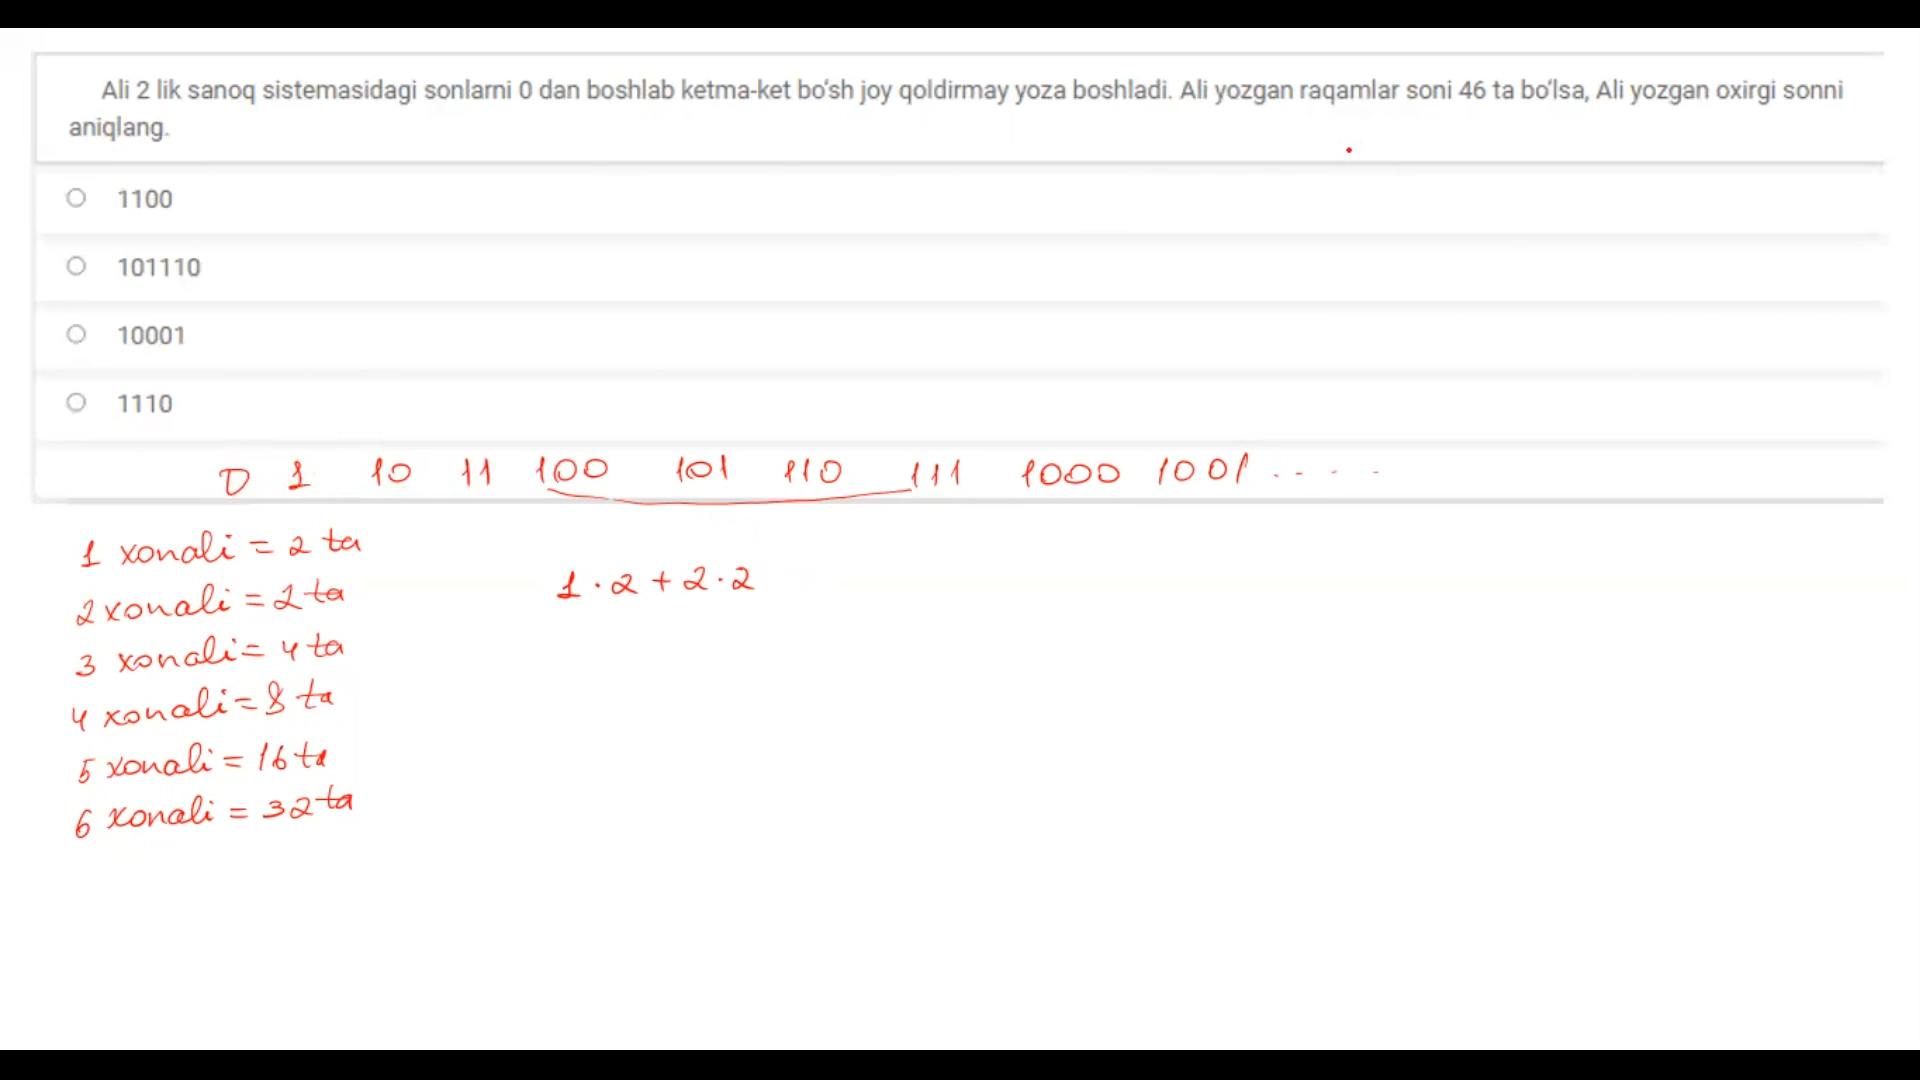 Ali 2 lik sanoq sistemasidagi sonlarni 0 dan boshlab ketma-ket bo‘sh joy qoldirmay yoza boshladi. Ali yozgan raqamlar soni 46 ta bo‘lsa, Ali yozgan oxirgi sonni
aniqlang.
1100
101110
10001
1110
0 1 10 11 100 101 110 111 1000 1001 . . . .
1 xonali = 2 ta
2 xonali = 2 ta
1 · 2 + 2 · 2
3 xonali = 4 ta
4 xonali = 8 ta
5 xonali = 16 ta
6 xonali = 32 ta